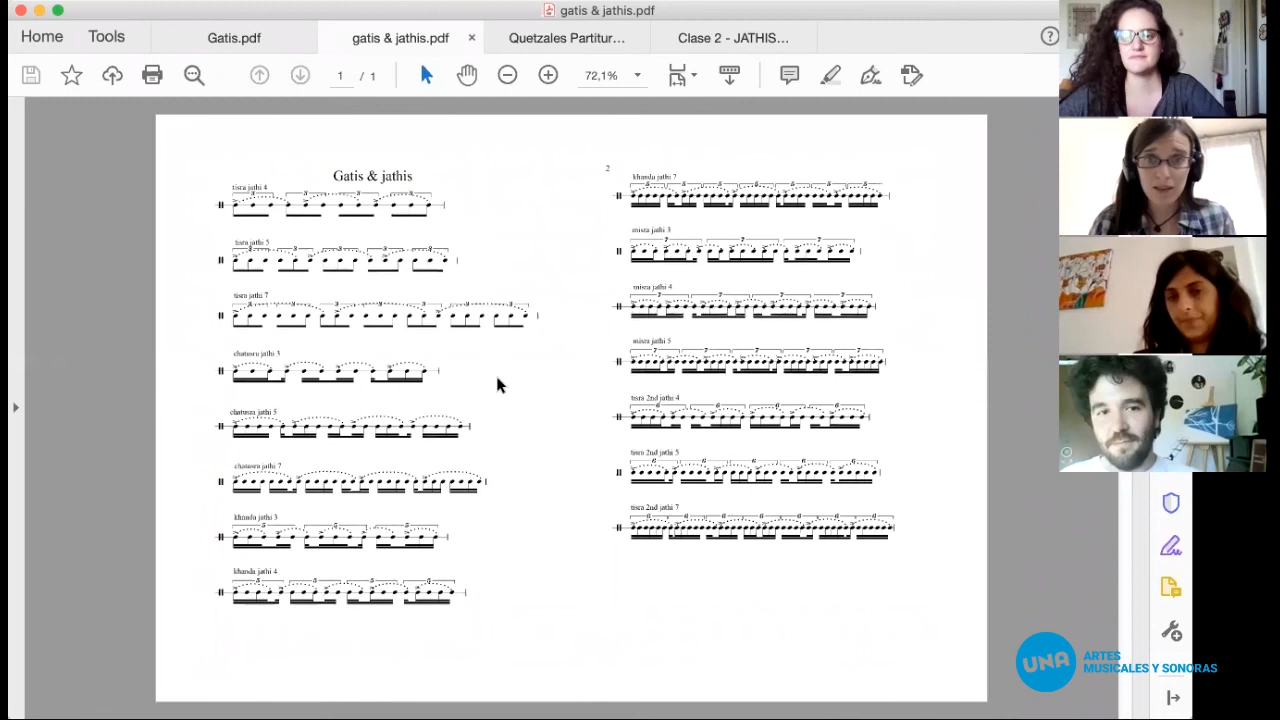 gatis & jathis.pdf
Home Tools Gatis.pdf gatis & jathis.pdf × Quetzales Partitur... Clase 2 - JATHIS...
1 / 1 72,1%
Gatis & jathis
tisra jathi 4
tisra jathi 5
tisra jathi 7
chatusra jathi 3
chatusra jathi 5
chatusra jathi 7
khanda jathi 3
khanda jathi 4
2
khanda jathi 7
misra jathi 3
misra jathi 4
misra jathi 5
tisra 2nd jathi 4
tisra 2nd jathi 5
tisra 2nd jathi 7
UNA ARTES
MUSICALES Y SONORAS